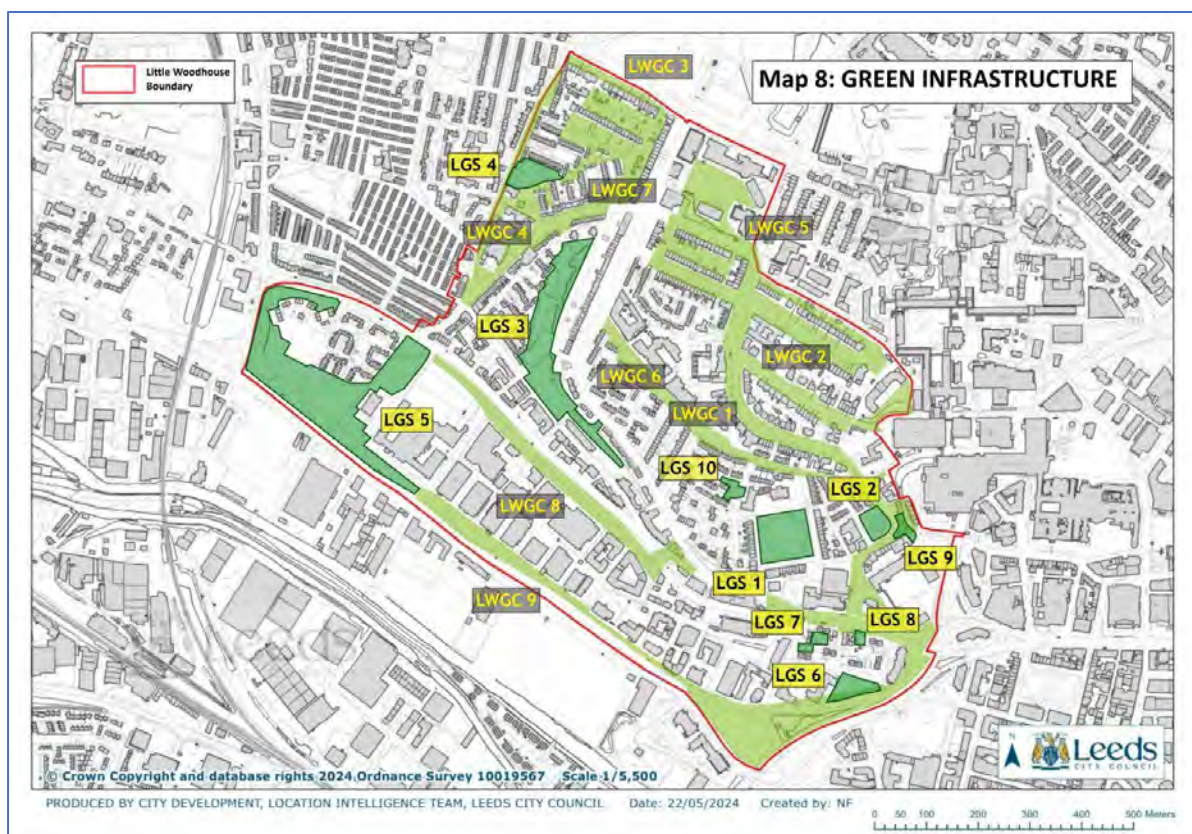 Little Woodhouse
Boundary
Map 8: GREEN INFRASTRUCTURE
LWGC 3
LGS 4
LWGC 7
LWGC 4
LWGC 5
LGS 3
LWGC 2
LWGC 6
LWGC 1
LGS 5
LGS 10
LGS 2
LWGC 8
LGS 9
LGS 1
LWGC 9
LGS 7
LGS 8
LGS 6
N
Leeds
CITY COUNCIL
© Crown Copyright and database rights 2024 Ordnance Survey 10019567 Scale 1/5,500
PRODUCED BY CITY DEVELOPMENT, LOCATION INTELLIGENCE TEAM, LEEDS CITY COUNCIL Date: 22/05/2024 Created by: NF
0 50 100 200 300 400 500 Meters